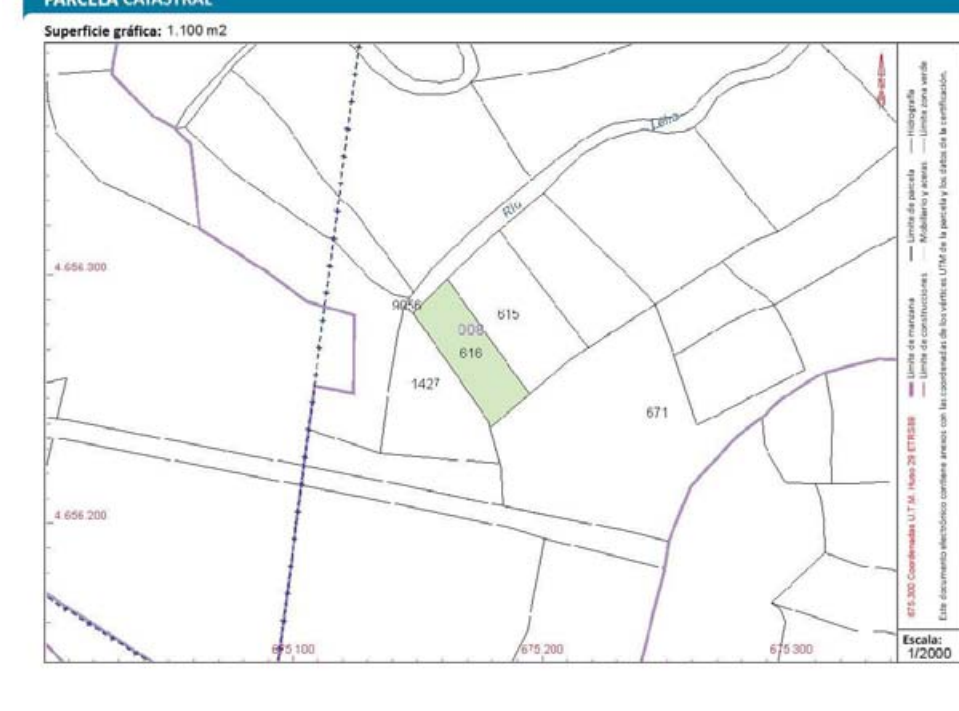 PARCELA CATASTRAL
Superficie gráfica: 1.100 m2
Leira
Río
4.656.300
9056
615
008
616
1427
671
4.656.200
675 100
675 200
675 300
Límite de manzana
Límite de parcela
Hidrografía
675.300 Coordenadas U.T.M. Huso 29 ETRS89
Límite de construcciones
Mobiliario y aceras
Límite zona verde
Este documento electrónico contiene anexos con las coordenadas de los vértices UTM de la parcela y los datos de la certificación.
Escala:
1/2000